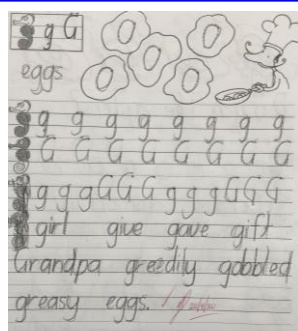 g G
eggs
g g g g g g g g
G G G G G G G G
g g g G G G g g g G G G
girl give gave gift
Grandpa greedily gobbled
greasy eggs.